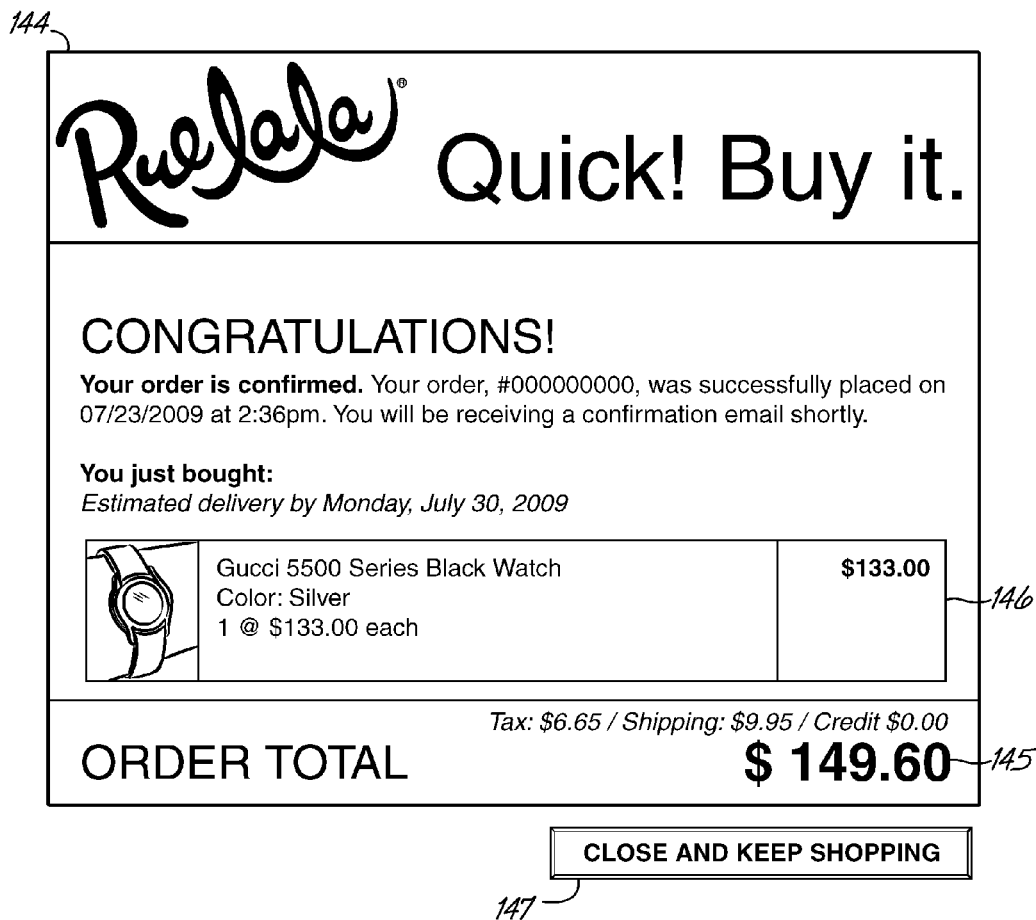 144
Ruelala®
Quick! Buy it.
CONGRATULATIONS!
Your order is confirmed. Your order, #000000000, was successfully placed on
07/23/2009 at 2:36pm. You will be receiving a confirmation email shortly.
You just bought:
Estimated delivery by Monday, July 30, 2009
Gucci 5500 Series Black Watch
$133.00
Color: Silver
146
1 @ $133.00 each
Tax: $6.65 / Shipping: $9.95 / Credit $0.00
ORDER TOTAL
$ 149.60
145
CLOSE AND KEEP SHOPPING
147